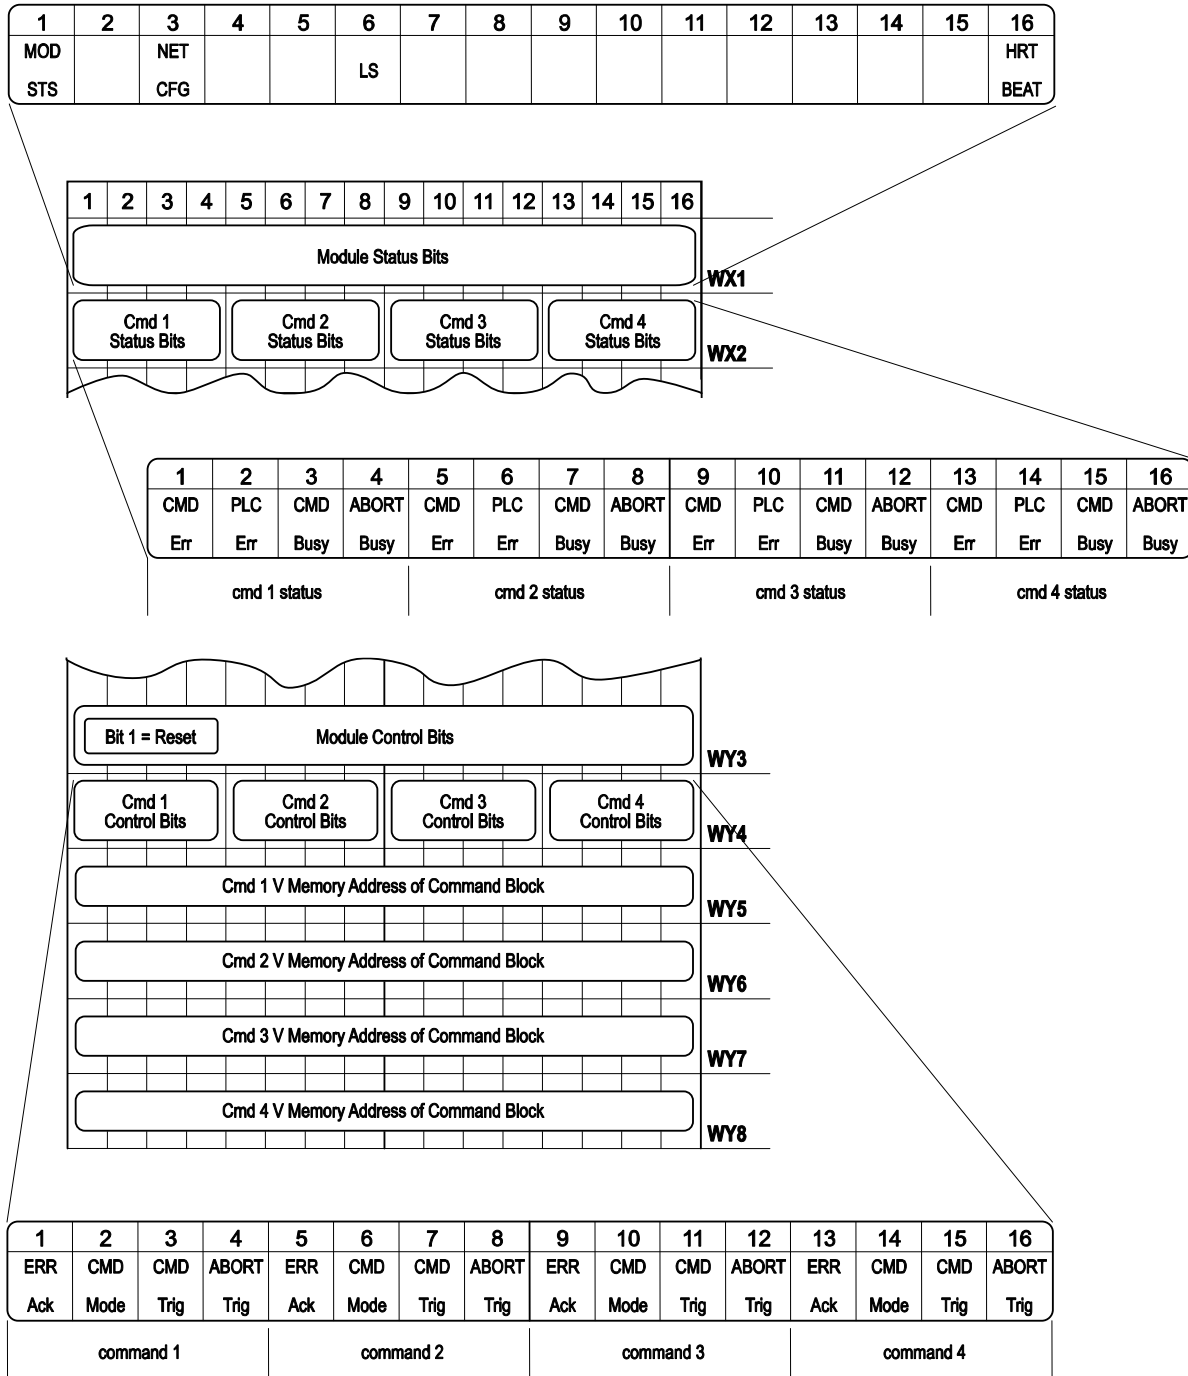 1 2 3 4 5 6 7 8 9 10 11 12 13 14 15 16
MOD NET HRT
LS
STS CFG BEAT
1 2 3 4 5 6 7 8 9 10 11 12 13 14 15 16
Module Status Bits
WX1
Cmd 1 Cmd 2 Cmd 3 Cmd 4
Status Bits Status Bits Status Bits Status Bits
WX2
1 2 3 4 5 6 7 8 9 10 11 12 13 14 15 16
CMD PLC CMD ABORT CMD PLC CMD ABORT CMD PLC CMD ABORT CMD PLC CMD ABORT
Err Err Busy Busy Err Err Busy Busy Err Err Busy Busy Err Err Busy Busy
cmd 1 status cmd 2 status cmd 3 status cmd 4 status
Bit 1 = Reset Module Control Bits
WY3
Cmd 1 Cmd 2 Cmd 3 Cmd 4
Control Bits Control Bits Control Bits Control Bits
WY4
Cmd 1 V Memory Address of Command Block
WY5
Cmd 2 V Memory Address of Command Block
WY6
Cmd 3 V Memory Address of Command Block
WY7
Cmd 4 V Memory Address of Command Block
WY8
1 2 3 4 5 6 7 8 9 10 11 12 13 14 15 16
ERR CMD CMD ABORT ERR CMD CMD ABORT ERR CMD CMD ABORT ERR CMD CMD ABORT
Ack Mode Trig Trig Ack Mode Trig Trig Ack Mode Trig Trig Ack Mode Trig Trig
command 1 command 2 command 3 command 4